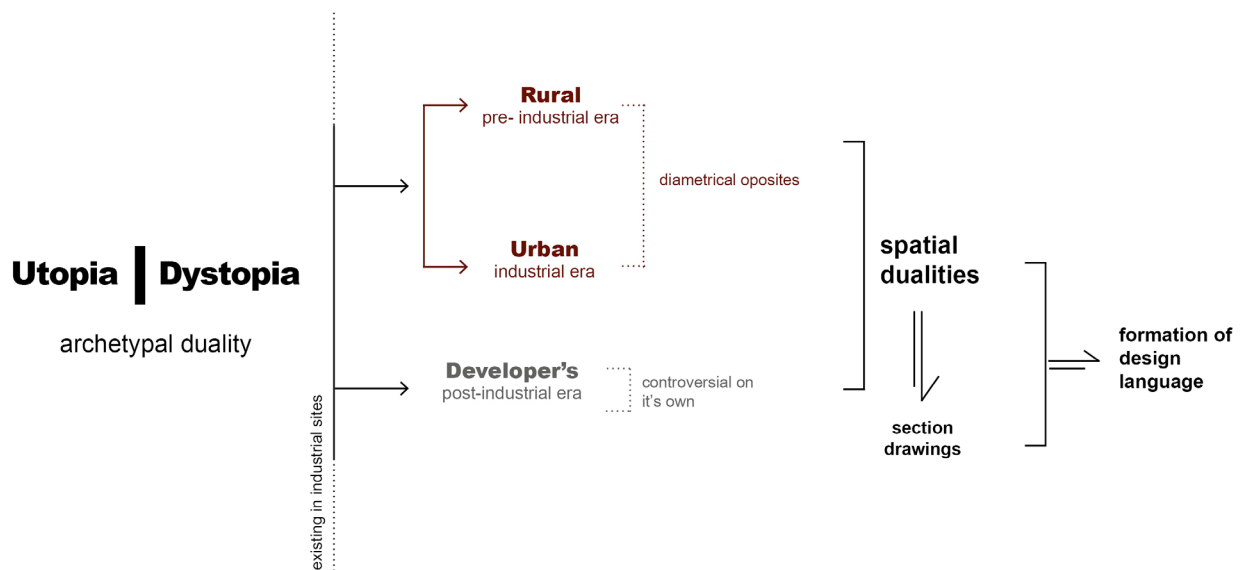 Utopia | Dystopia
archetypal duality
existing in industrial sites
Rural
pre- industrial era
diametrical oposites
Urban
industrial era
Developer's
post-industrial era
controversial on
it's own
spatial
dualities
section
drawings
formation of
design
language